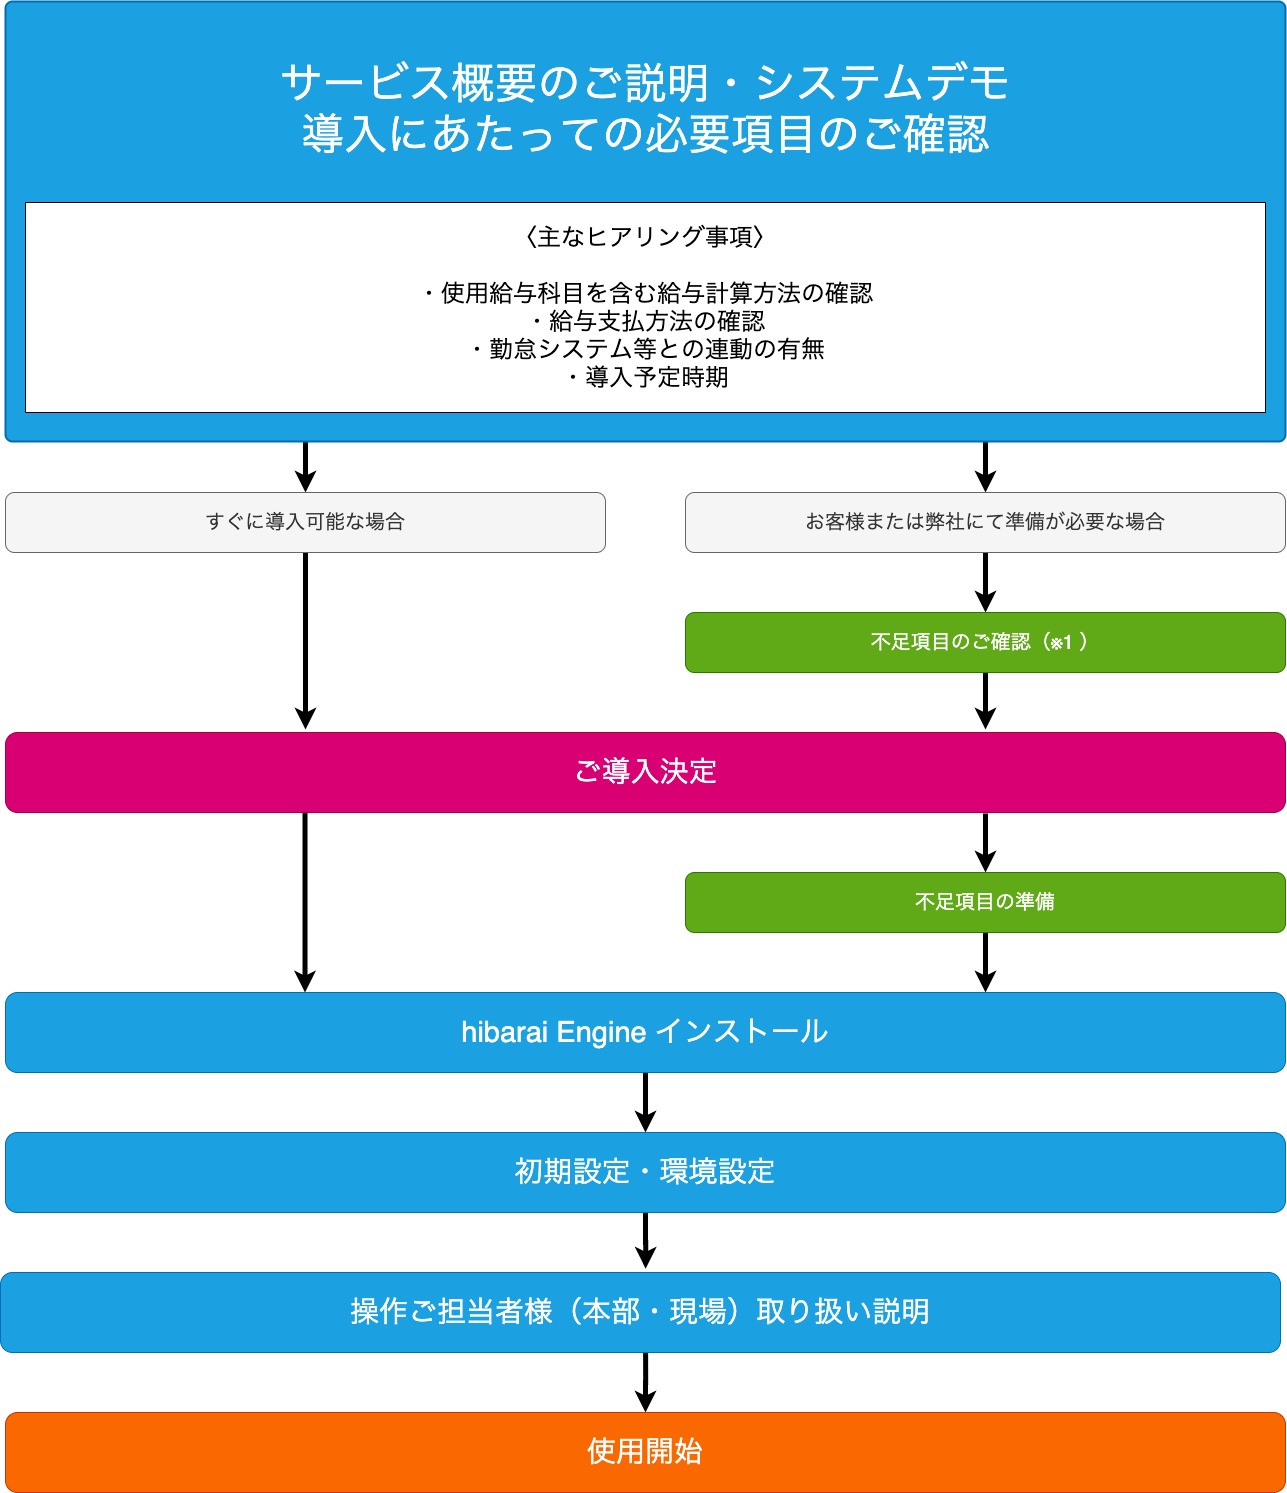 サービス概要のご説明・システムデモ
導入にあたっての必要項目のご確認
〈主なヒアリング事項〉
・使用給与科目を含む給与計算方法の確認
・給与支払方法の確認
・勤怠システム等との連動の有無
・導入予定時期
すぐに導入可能な場合
お客様または弊社にて準備が必要な場合
不足項目のご確認（※1 ）
ご導入決定
不足項目の準備
hibarai Engine インストール
初期設定・環境設定
操作ご担当者様（本部・現場）取り扱い説明
使用開始